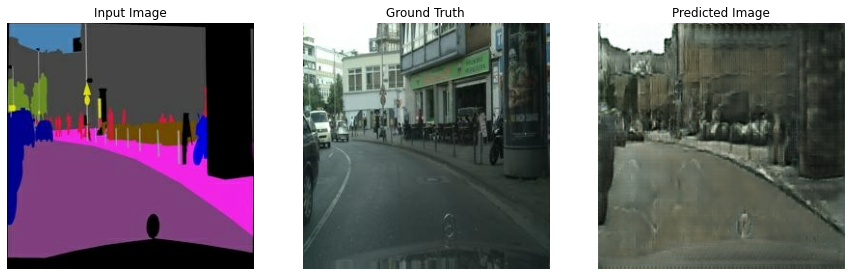 Input Image
Ground Truth
Predicted Image